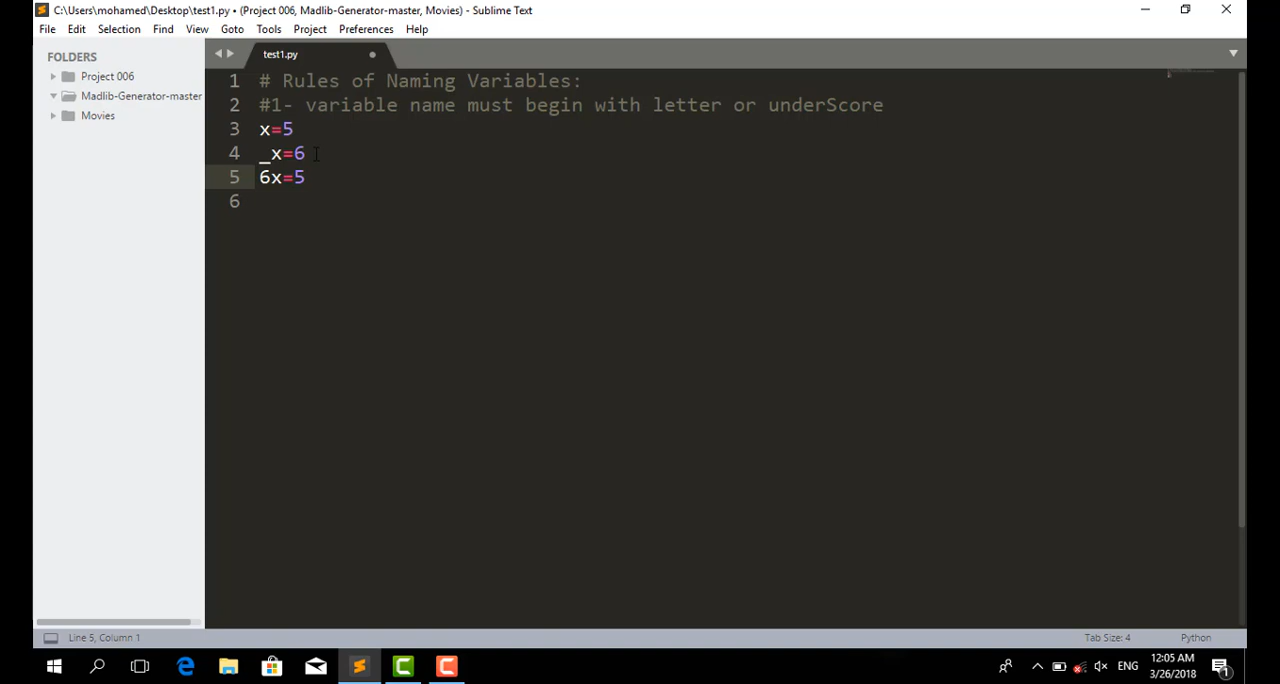 C:\Users\mohamed\Desktop\test1.py • (Project 006, Madlib-Generator-master, Movies) - Sublime Text
File Edit Selection Find View Goto Tools Project Preferences Help
FOLDERS
Project 006
Madlib-Generator-master
Movies
test1.py
1 # Rules of Naming Variables:
2 #1- variable name must begin with letter or underScore
3 x=5
4 _x=6
5 6x=5
6
Line 5, Column 1
Tab Size: 4
Python
ENG
12:05 AM
3/26/2018
1